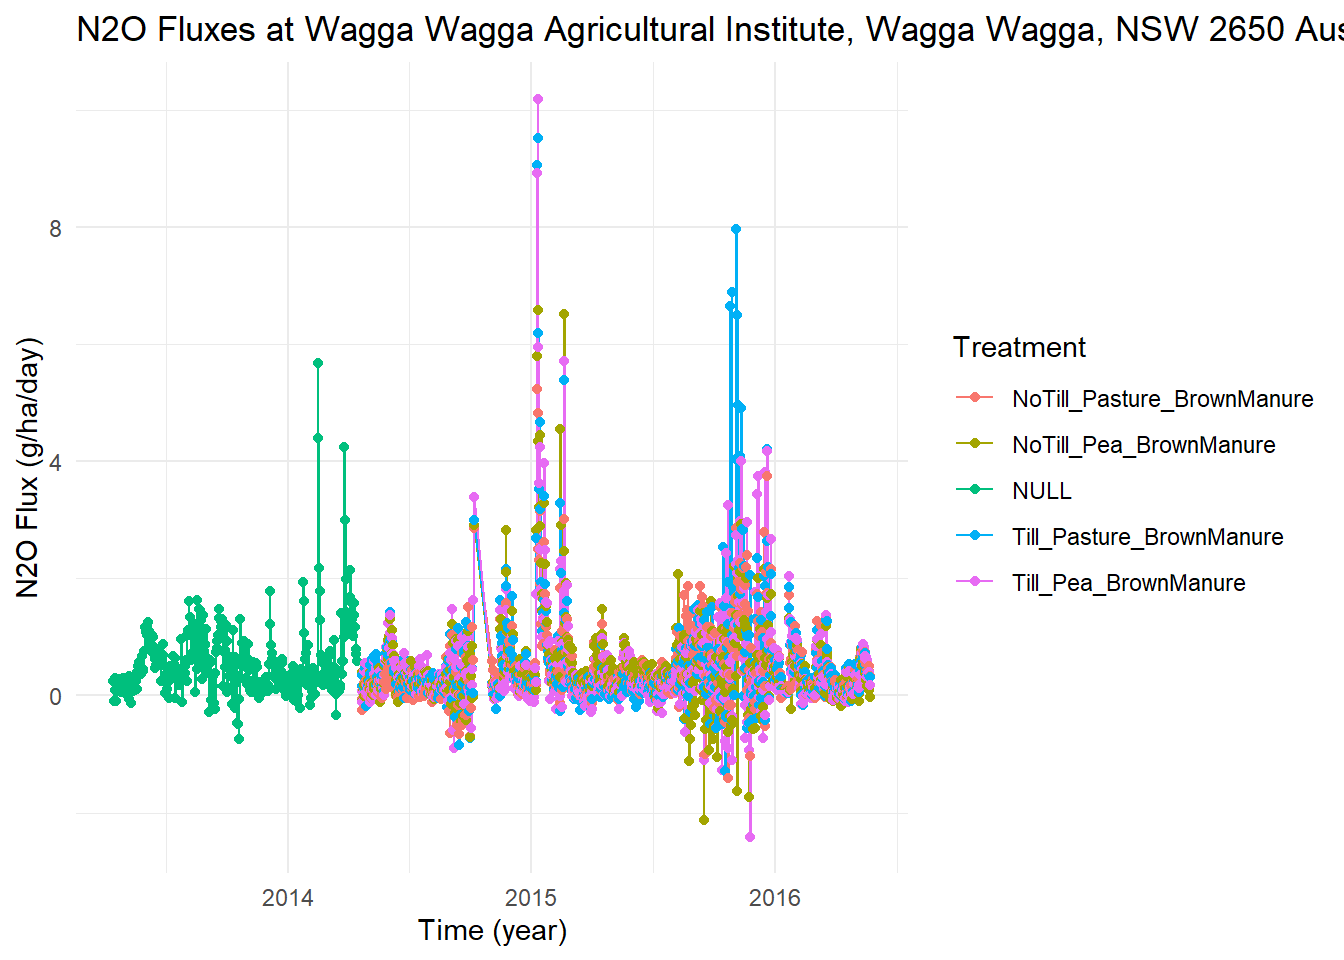 N2O Fluxes at Wagga Wagga Agricultural Institute, Wagga Wagga, NSW 2650 Aus
N2O Flux (g/ha/day)
8
4
0
2014
2015
2016
Time (year)
Treatment
NoTill_Pasture_BrownManure
NoTill_Pea_BrownManure
NULL
Till_Pasture_BrownManure
Till_Pea_BrownManure